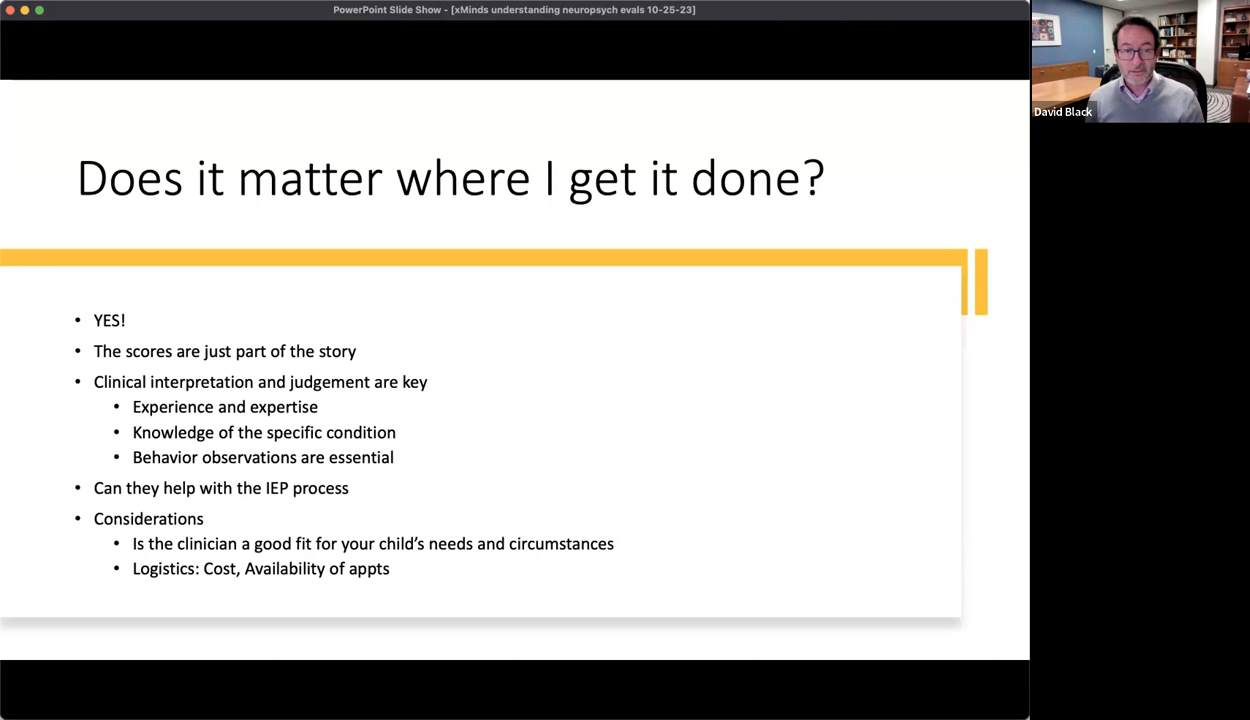 PowerPoint Slide Show - [xMinds understanding neuropsych evals 10-25-23]
David Black
Does it matter where I get it done?
• YES!
• The scores are just part of the story
• Clinical interpretation and judgement are key
• Experience and expertise
• Knowledge of the specific condition
• Behavior observations are essential
• Can they help with the IEP process
• Considerations
• Is the clinician a good fit for your child's needs and circumstances
• Logistics: Cost, Availability of appts